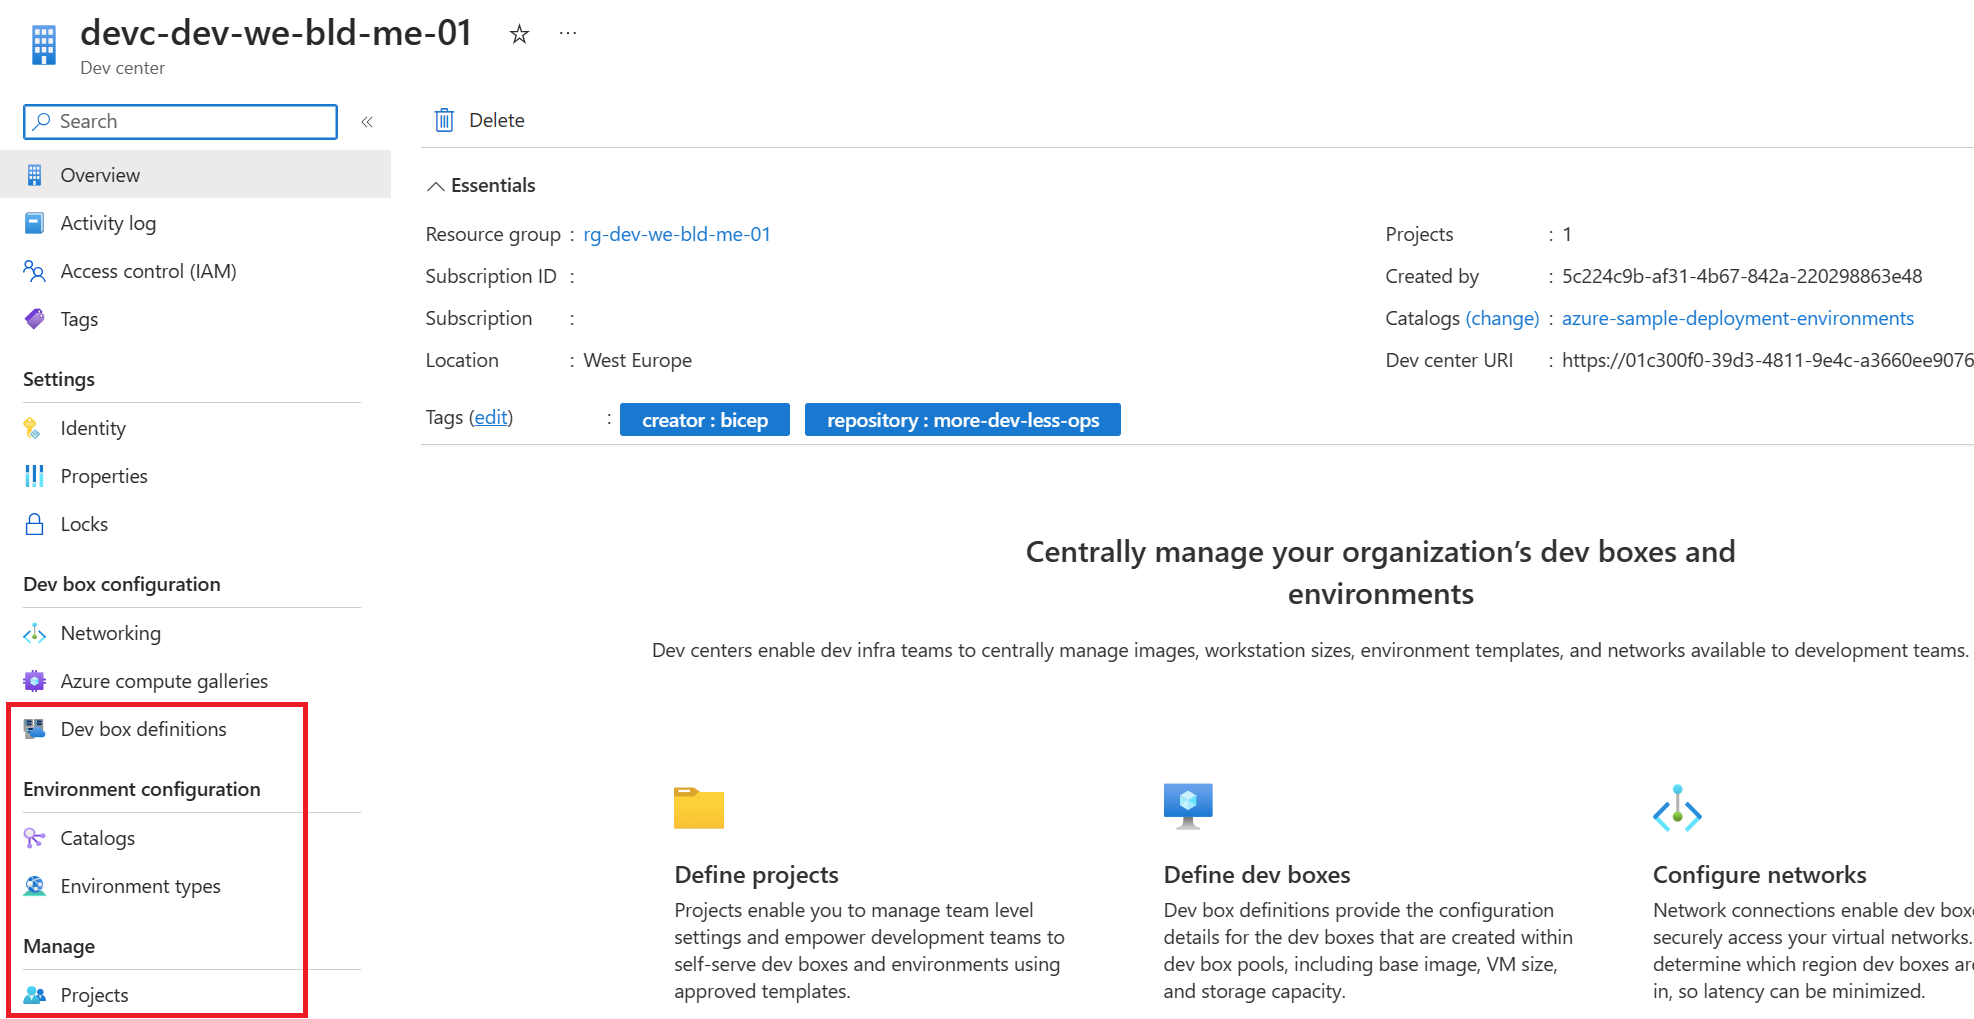 devc-dev-we-bld-me-01
Dev center
Search
Overview
Activity log
Access control (IAM)
Tags
Settings
Identity
Properties
Locks
Dev box configuration
Networking
Azure compute galleries
Dev box definitions
Environment configuration
Catalogs
Environment types
Manage
Projects
Delete
Essentials
Resource group : rg-dev-we-bld-me-01
Subscription ID :
Subscription :
Location : West Europe
Projects : 1
Created by : 5c224c9b-af31-4b67-842a-220298863e48
Catalogs (change) : azure-sample-deployment-environments
Dev center URI : https://01c300f0-39d3-4811-9e4c-a3660ee9076
Tags (edit) : creator : bicep repository : more-dev-less-ops
Centrally manage your organization’s dev boxes and
environments
Dev centers enable dev infra teams to centrally manage images, workstation sizes, environment templates, and networks available to development teams.
Define projects
Projects enable you to manage team level
settings and empower development teams to
self-serve dev boxes and environments using
approved templates.
Define dev boxes
Dev box definitions provide the configuration
details for the dev boxes that are created within
dev box pools, including base image, VM size,
and storage capacity.
Configure networks
Network connections enable dev boxe
securely access your virtual networks.
determine which region dev boxes are
in, so latency can be minimized.